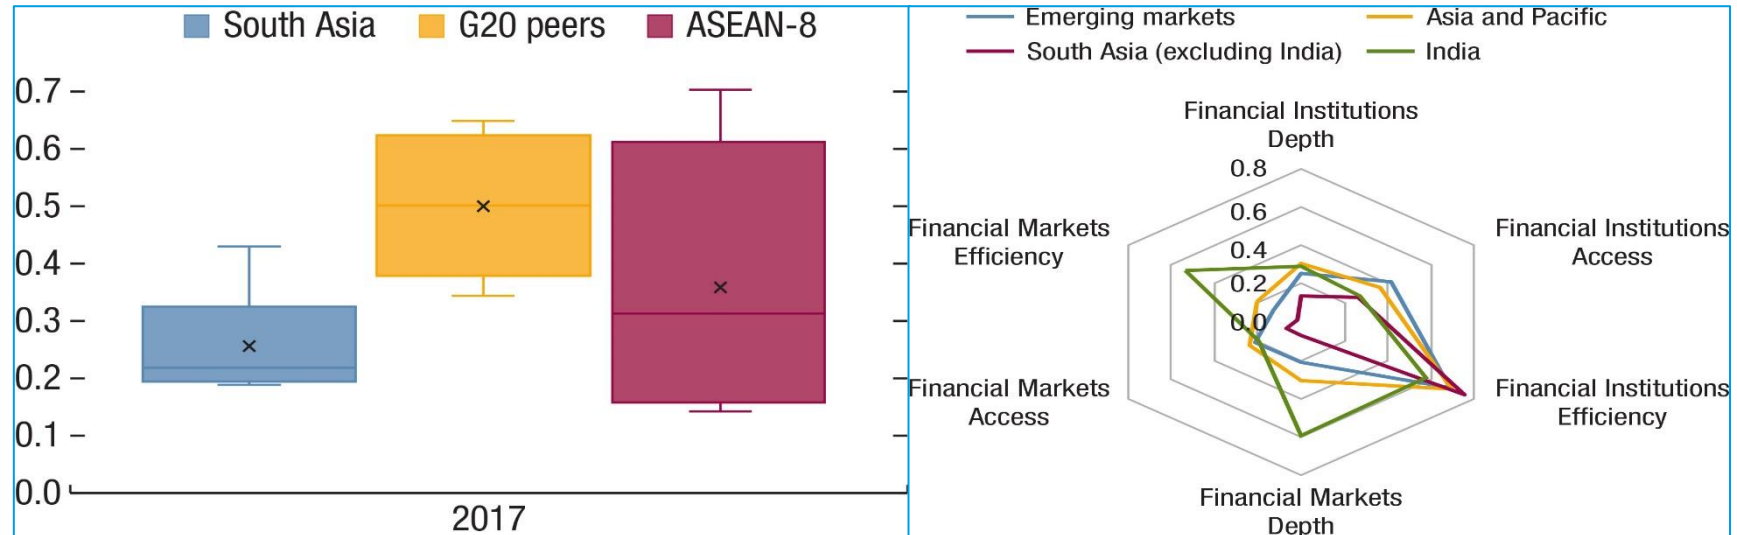 South Asia G20 peers ASEAN-8
0.7
0.6
0.5
0.4
0.3
0.2
0.1
0.0
2017
Emerging markets Asia and Pacific
South Asia (excluding India) India
Financial Institutions
Depth
0.8
0.6
0.4
0.2
0.0
Financial Markets
Efficiency
Financial Institutions
Access
Financial Markets
Access
Financial Institutions
Efficiency
Financial Markets
Depth